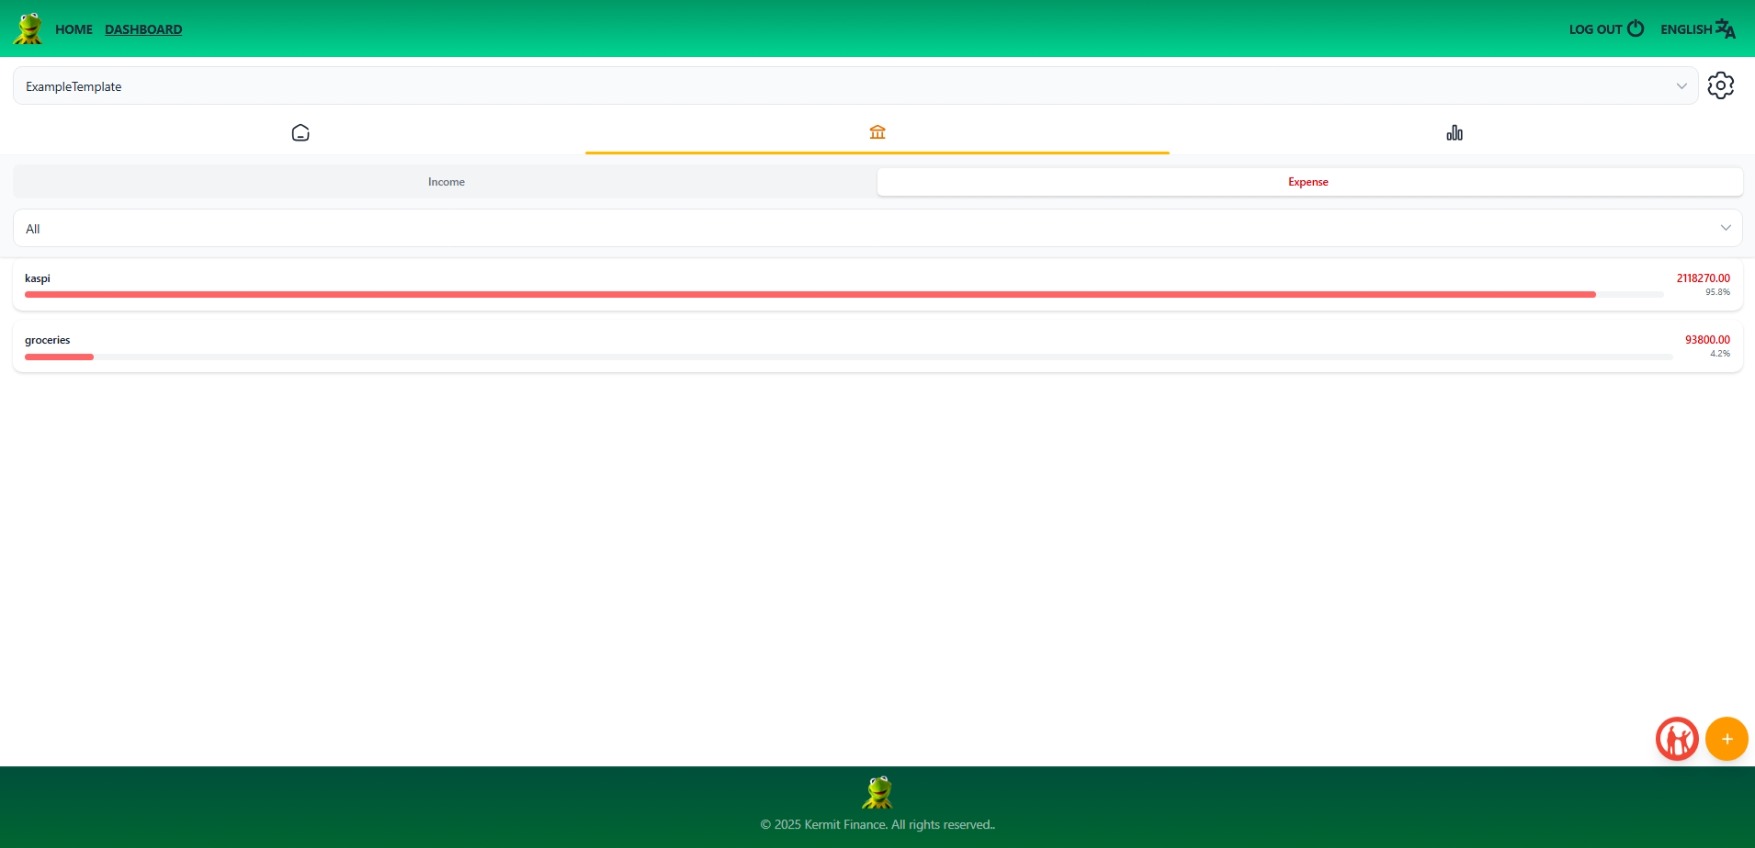 HOME DASHBOARD LOG OUT ENGLISH
ExampleTemplate
Income Expense
All
kaspi 2118270.00
95.8%
groceries 93800.00
4.2%
+
© 2025 Kermit Finance. All rights reserved..